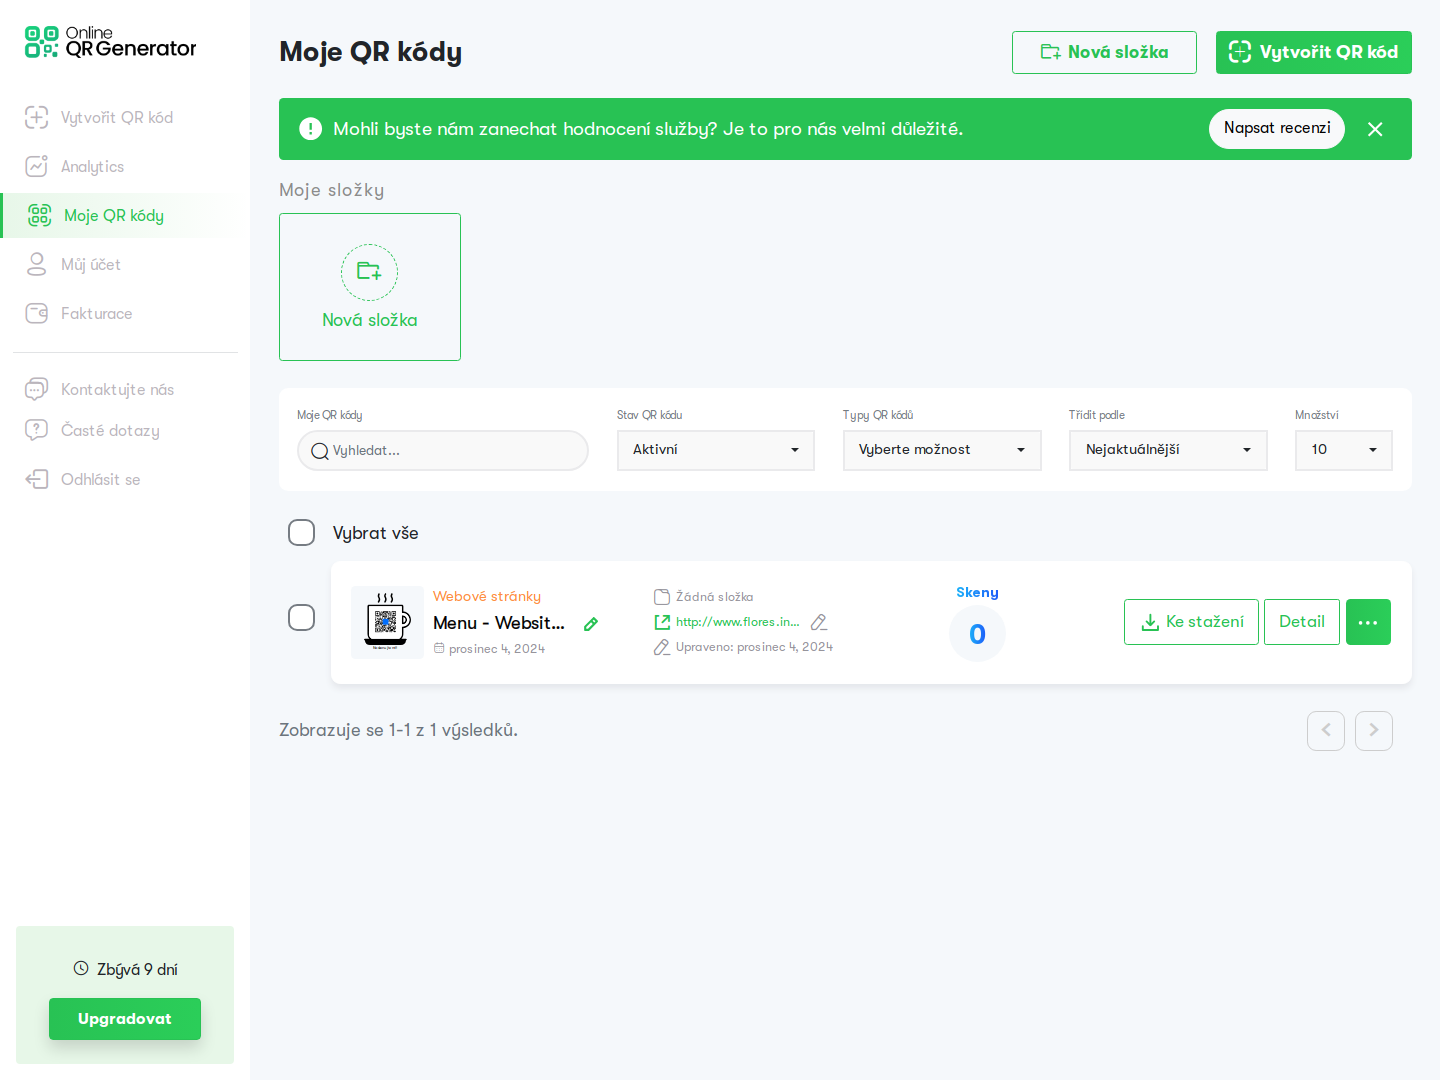 Online
QR Generator
Vytvořit QR kód
Analytics
Moje QR kódy
Můj účet
Fakturace
Kontaktujte nás
Časté dotazy
Odhlásit se
Zbývá 9 dní
Upgradovat
Moje QR kódy
Nová složka
Vytvořit QR kód
Mohli byste nám zanechat hodnocení služby? Je to pro nás velmi důležité.
Napsat recenzi
Moje složky
Nová složka
Moje QR kódy
Stav QR kódu
Typy QR kódů
Třídit podle
Množství
Vyhledat...
Aktivní
Vyberte možnost
Nejaktuálnější
10
Vybrat vše
Webové stránky
Menu - Websit...
prosinec 4, 2024
Žádná složka
http://www.flores.in...
Upraveno: prosinec 4, 2024
Skeny
0
Ke stažení
Detail
Zobrazuje se 1-1 z 1 výsledků.